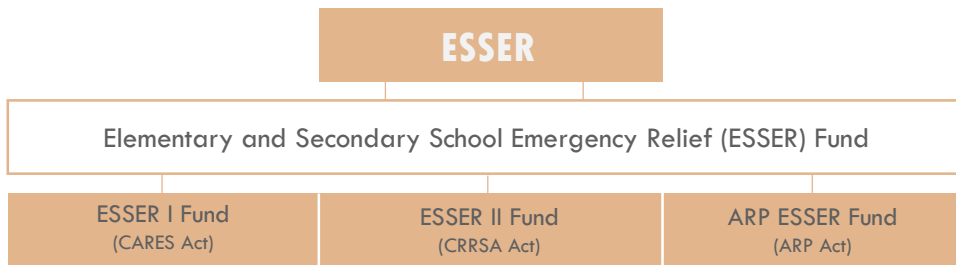 ESSER
Elementary and Secondary School Emergency Relief (ESSER) Fund
ESSER I Fund
(CARES Act)
ESSER II Fund
(CRRSA Act)
ARP ESSER Fund
(ARP Act)